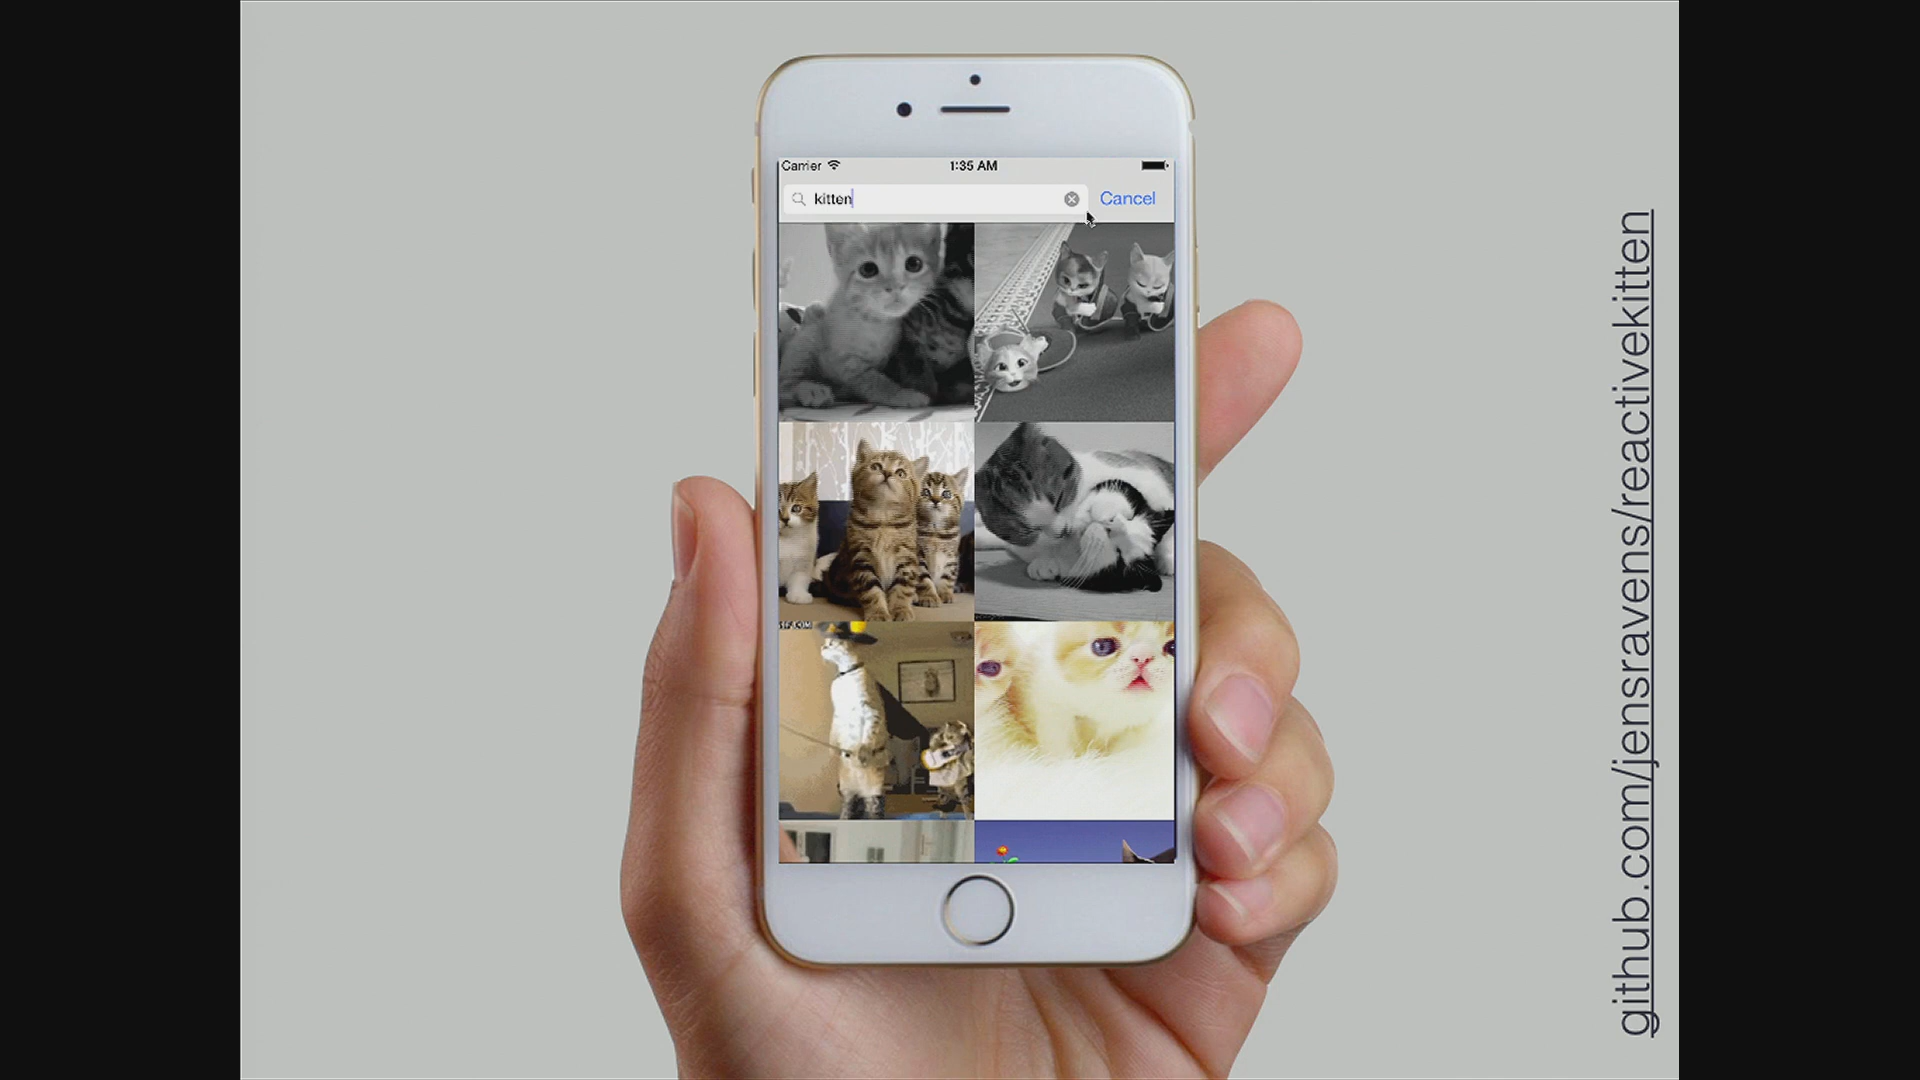 Carrier
1:35 AM
kitten
Cancel
github.com/jensravens/reactivekitten